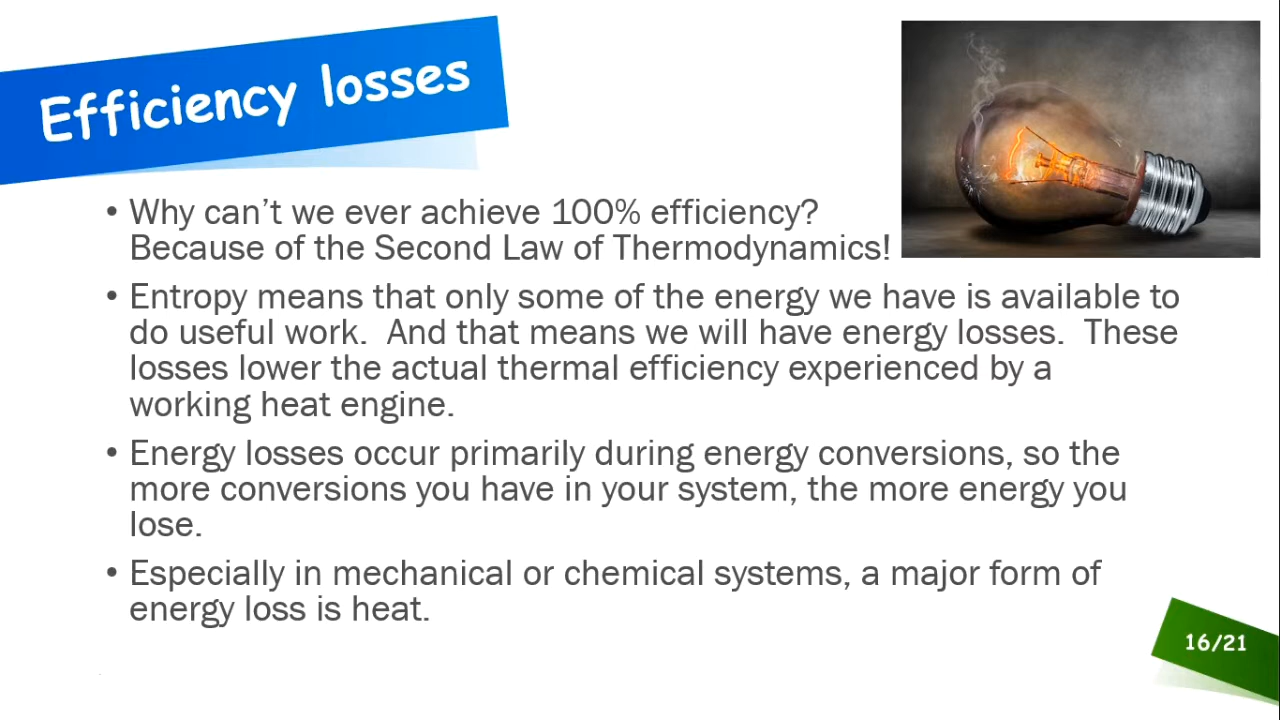 Efficiency losses
• Why can’t we ever achieve 100% efficiency?
Because of the Second Law of Thermodynamics!
• Entropy means that only some of the energy we have is available to
do useful work.  And that means we will have energy losses.  These
losses lower the actual thermal efficiency experienced by a
working heat engine.
• Energy losses occur primarily during energy conversions, so the
more conversions you have in your system, the more energy you
lose.
• Especially in mechanical or chemical systems, a major form of
energy loss is heat.
16/21